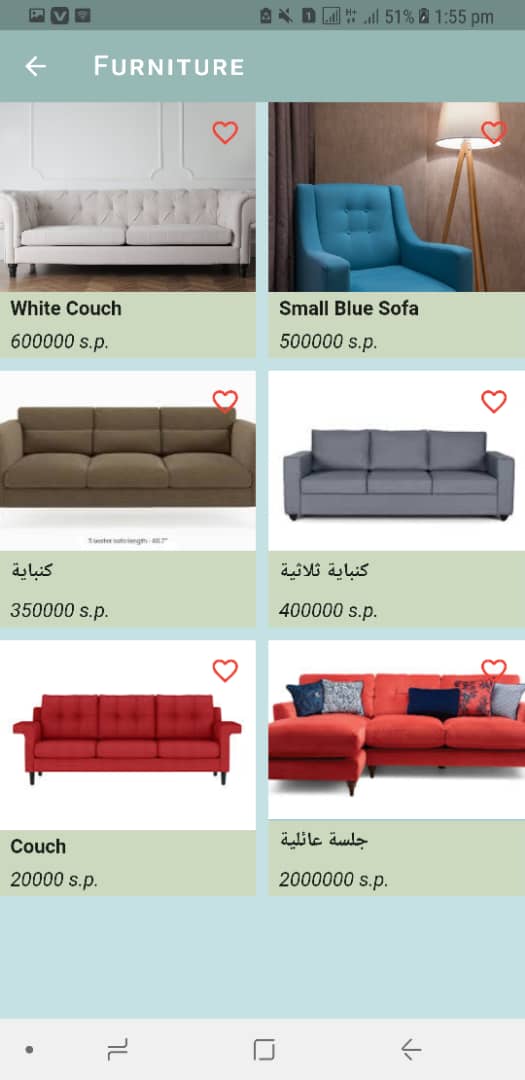 51% 1:55 pm
FURNITURE
White Couch
600000 s.p.
Small Blue Sofa
500000 s.p.
3 seater sofa length - 80.7"
كنباية
350000 s.p.
كنباية ثلاثية
400000 s.p.
Couch
20000 s.p.
جلسة عائلية
2000000 s.p.